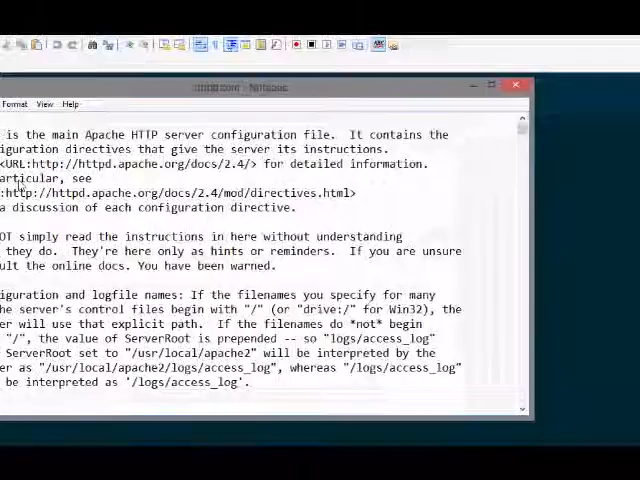 httpd.conf - Notepad
Format View Help
is the main Apache HTTP server configuration file. It contains the
iguration directives that give the server its instructions.
<URL:http://httpd.apache.org/docs/2.4/> for detailed information.
articular, see
:http://httpd.apache.org/docs/2.4/mod/directives.html>
a discussion of each configuration directive.
OT simply read the instructions in here without understanding
they do. They're here only as hints or reminders. If you are unsure
ult the online docs. You have been warned.
iguration and logfile names: If the filenames you specify for many
he server's control files begin with "/" (or "drive:/" for Win32), the
er will use that explicit path. If the filenames do *not* begin
"/", the value of ServerRoot is prepended -- so "logs/access_log"
ServerRoot set to "/usr/local/apache2" will be interpreted by the
er as "/usr/local/apache2/logs/access_log", whereas "/logs/access_log"
be interpreted as '/logs/access_log'.